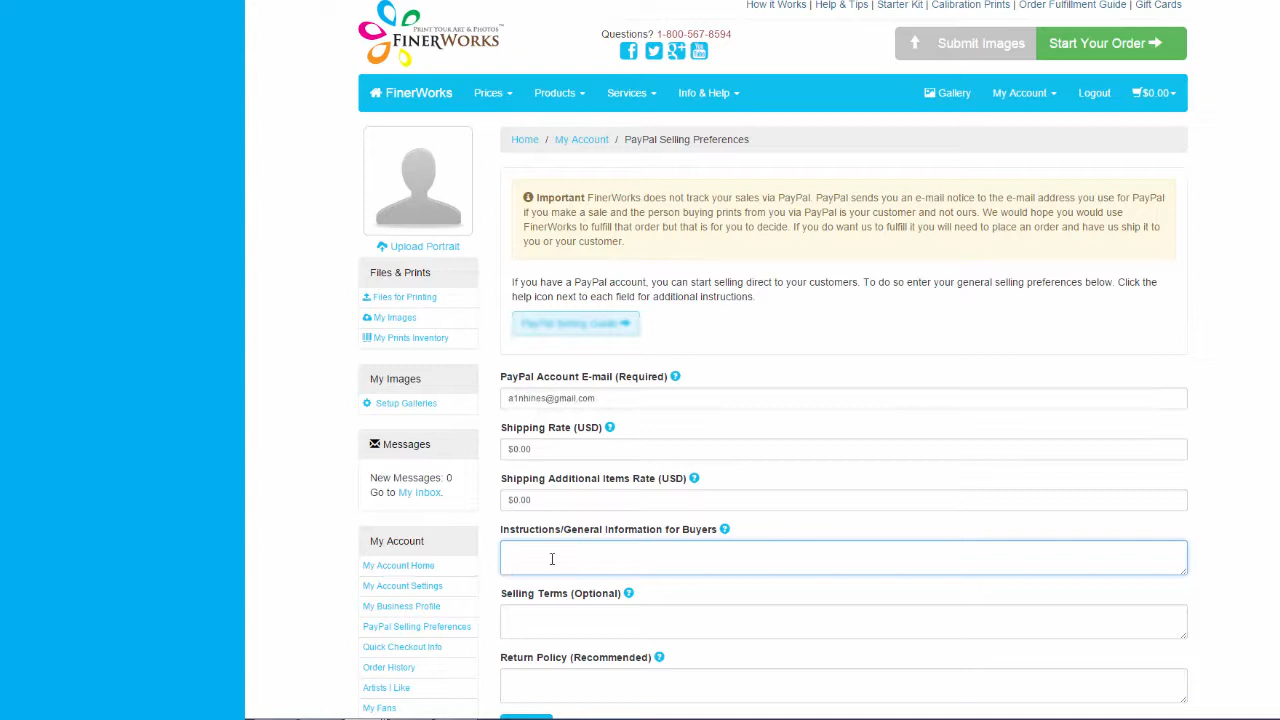 How it Works | Help & Tips | Starter Kit | Calibration Prints | Order Fulfillment Guide | Gift Cards
PRINT YOUR ART & PHOTOS
FINERWORKS
Questions? 1-800-567-8594
Submit Images
Start Your Order
FinerWorks
Prices
Products
Services
Info & Help
Gallery
My Account
Logout
$0.00
Home / My Account / PayPal Selling Preferences
Upload Portrait
Files & Prints
Files for Printing
My Images
My Prints Inventory
My Images
Setup Galleries
Messages
New Messages: 0
Go to My Inbox.
My Account
My Account Home
My Account Settings
My Business Profile
PayPal Selling Preferences
Quick Checkout Info
Order History
Artists I Like
My Fans
Important FinerWorks does not track your sales via PayPal. PayPal sends you an e-mail notice to the e-mail address you use for PayPal
if you make a sale and the person buying prints from you via PayPal is your customer and not ours. We would hope you would use
FinerWorks to fulfill that order but that is for you to decide. If you do want us to fulfill it you will need to place an order and have us ship it to
you or your customer.
If you have a PayPal account, you can start selling direct to your customers. To do so enter your general selling preferences below. Click the
help icon next to each field for additional instructions.
PayPal Selling Guide
PayPal Account E-mail (Required)
a1nhines@gmail.com
Shipping Rate (USD)
$0.00
Shipping Additional Items Rate (USD)
$0.00
Instructions/General Information for Buyers
Selling Terms (Optional)
Return Policy (Recommended)